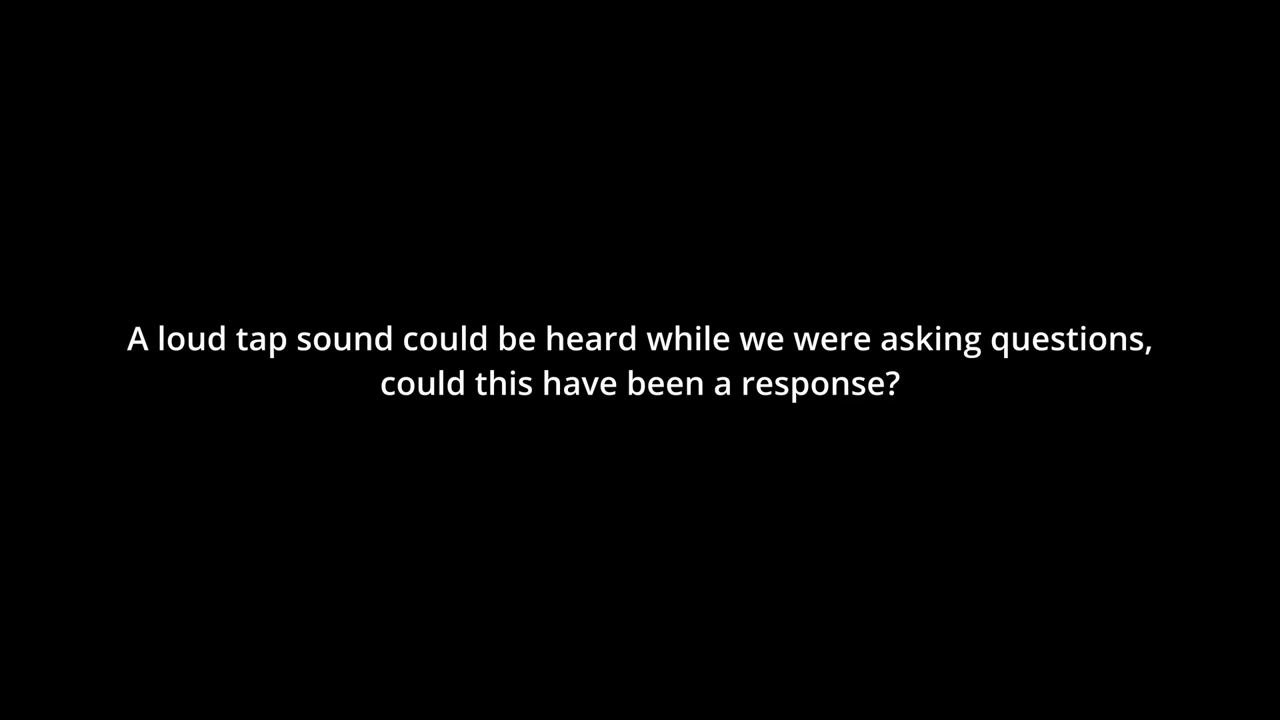 A loud tap sound could be heard while we were asking questions,
could this have been a response?